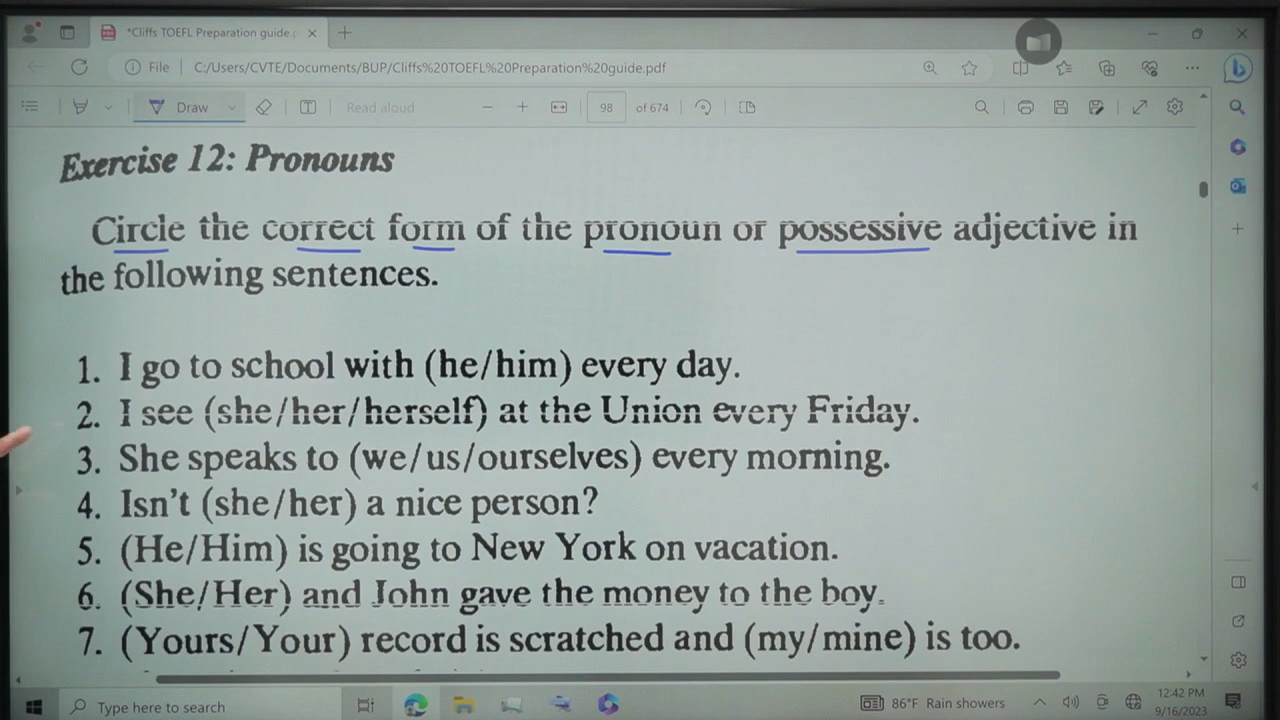 *Cliffs TOEFL Preparation guide.p
File | C:/Users/CVTE/Documents/BUP/Cliffs%20TOEFL%20Preparation%20guide.pdf
Draw Read aloud 98 of 674
Exercise 12: Pronouns
Circle the correct form of the pronoun or possessive adjective in
the following sentences.
1. I go to school with (he/him) every day.
2. I see (she/her/herself) at the Union every Friday.
3. She speaks to (we/us/ourselves) every morning.
4. Isn't (she/her) a nice person?
5. (He/Him) is going to New York on vacation.
6. (She/Her) and John gave the money to the boy.
7. (Yours/Your) record is scratched and (my/mine) is too.
Type here to search 86°F Rain showers 12:42 PM
9/16/2023